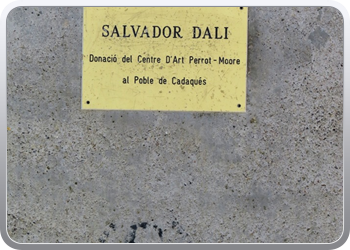 SALVADOR DALI
Donació del Centre D'Art Perrot-Moore
al Poble de Cadaqués